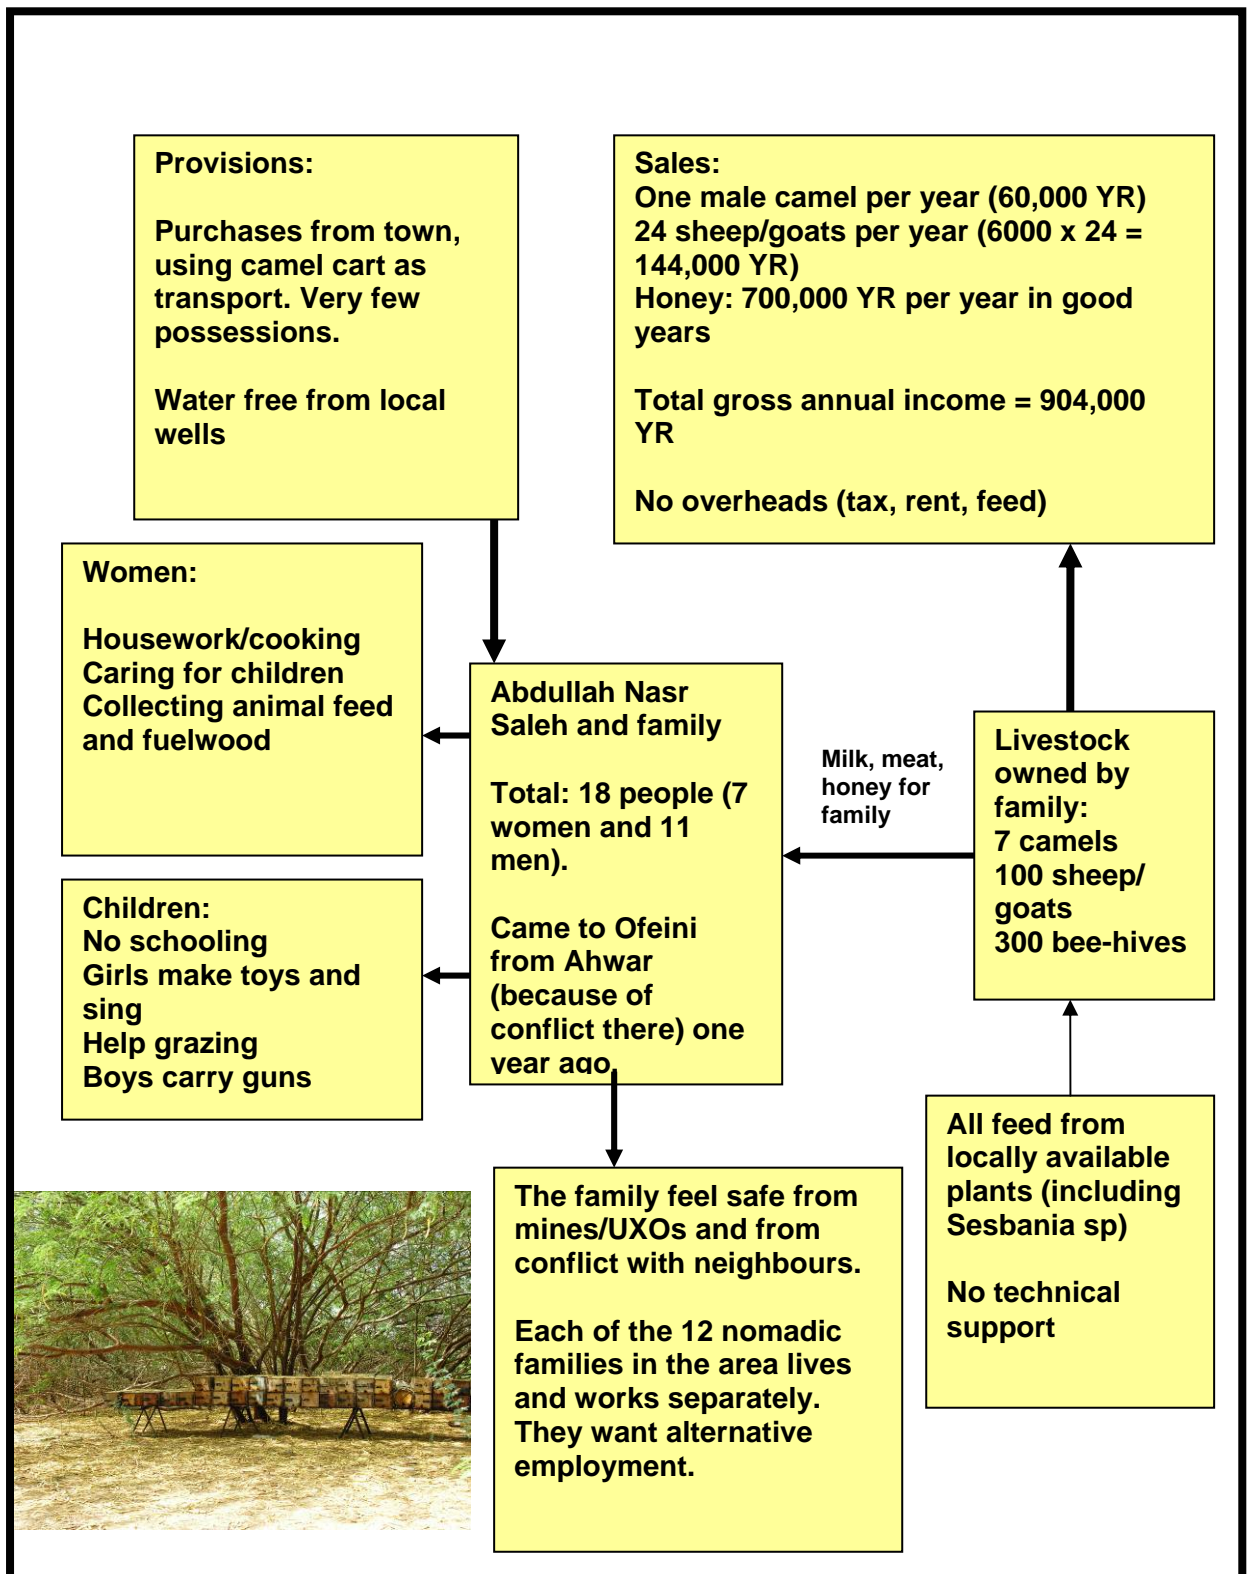 Provisions:
Purchases from town,
using camel cart as
transport. Very few
possessions.
Water free from local
wells
Sales:
One male camel per year (60,000 YR)
24 sheep/goats per year (6000 x 24 =
144,000 YR)
Honey: 700,000 YR per year in good
years
Total gross annual income = 904,000
YR
No overheads (tax, rent, feed)
Women:
Housework/cooking
Caring for children
Collecting animal feed
and fuelwood
Abdullah Nasr
Saleh and family
Total: 18 people (7
women and 11
men).
Came to Ofeini
from Ahwar
(because of
conflict there) one
year ago.
Milk, meat,
honey for
family
Livestock
owned by
family:
7 camels
100 sheep/
goats
300 bee-hives
Children:
No schooling
Girls make toys and
sing
Help grazing
Boys carry guns
The family feel safe from
mines/UXOs and from
conflict with neighbours.
Each of the 12 nomadic
families in the area lives
and works separately.
They want alternative
employment.
All feed from
locally available
plants (including
Sesbania sp)
No technical
support